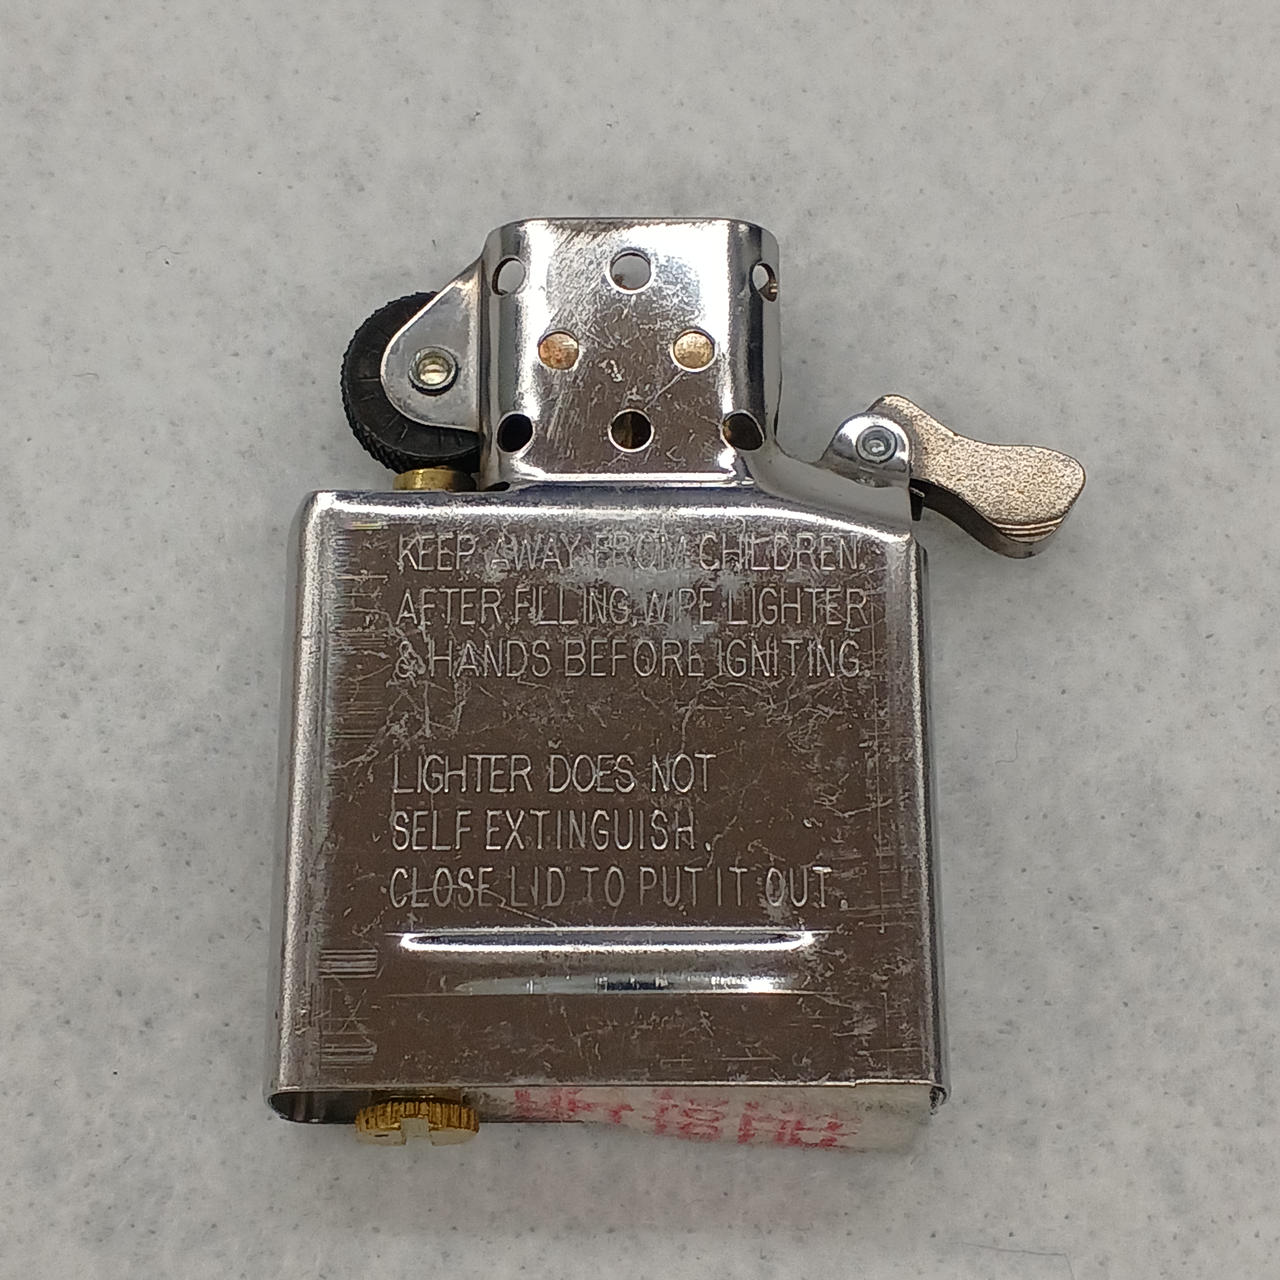 KEEP AWAY FROM CHILDREN.
AFTER FILLING, WIPE LIGHTER
& HANDS BEFORE IGNITING.
LIGHTER DOES NOT
SELF EXTINGUISH.
CLOSE LID TO PUT IT OUT.